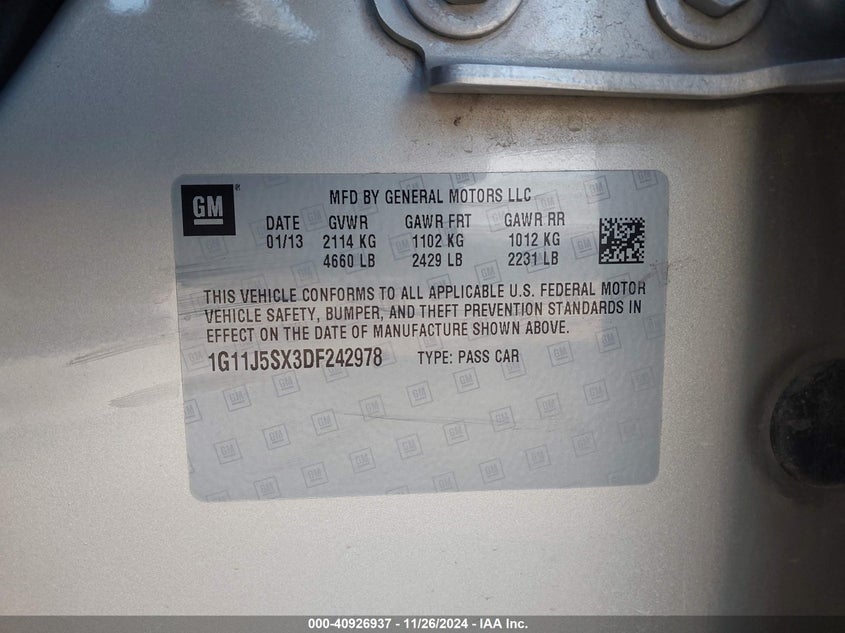 GM
MFD BY GENERAL MOTORS LLC
DATE GVWR GAWR FRT GAWR RR
01/13 2114 KG 1102 KG 1012 KG
4660 LB 2429 LB 2231 LB
THIS VEHICLE CONFORMS TO ALL APPLICABLE U.S. FEDERAL MOTOR
VEHICLE SAFETY, BUMPER, AND THEFT PREVENTION STANDARDS IN
EFFECT ON THE DATE OF MANUFACTURE SHOWN ABOVE.
1G11J5SX3DF242978 TYPE: PASS CAR
000-40926937 - 11/26/2024 - IAA Inc.